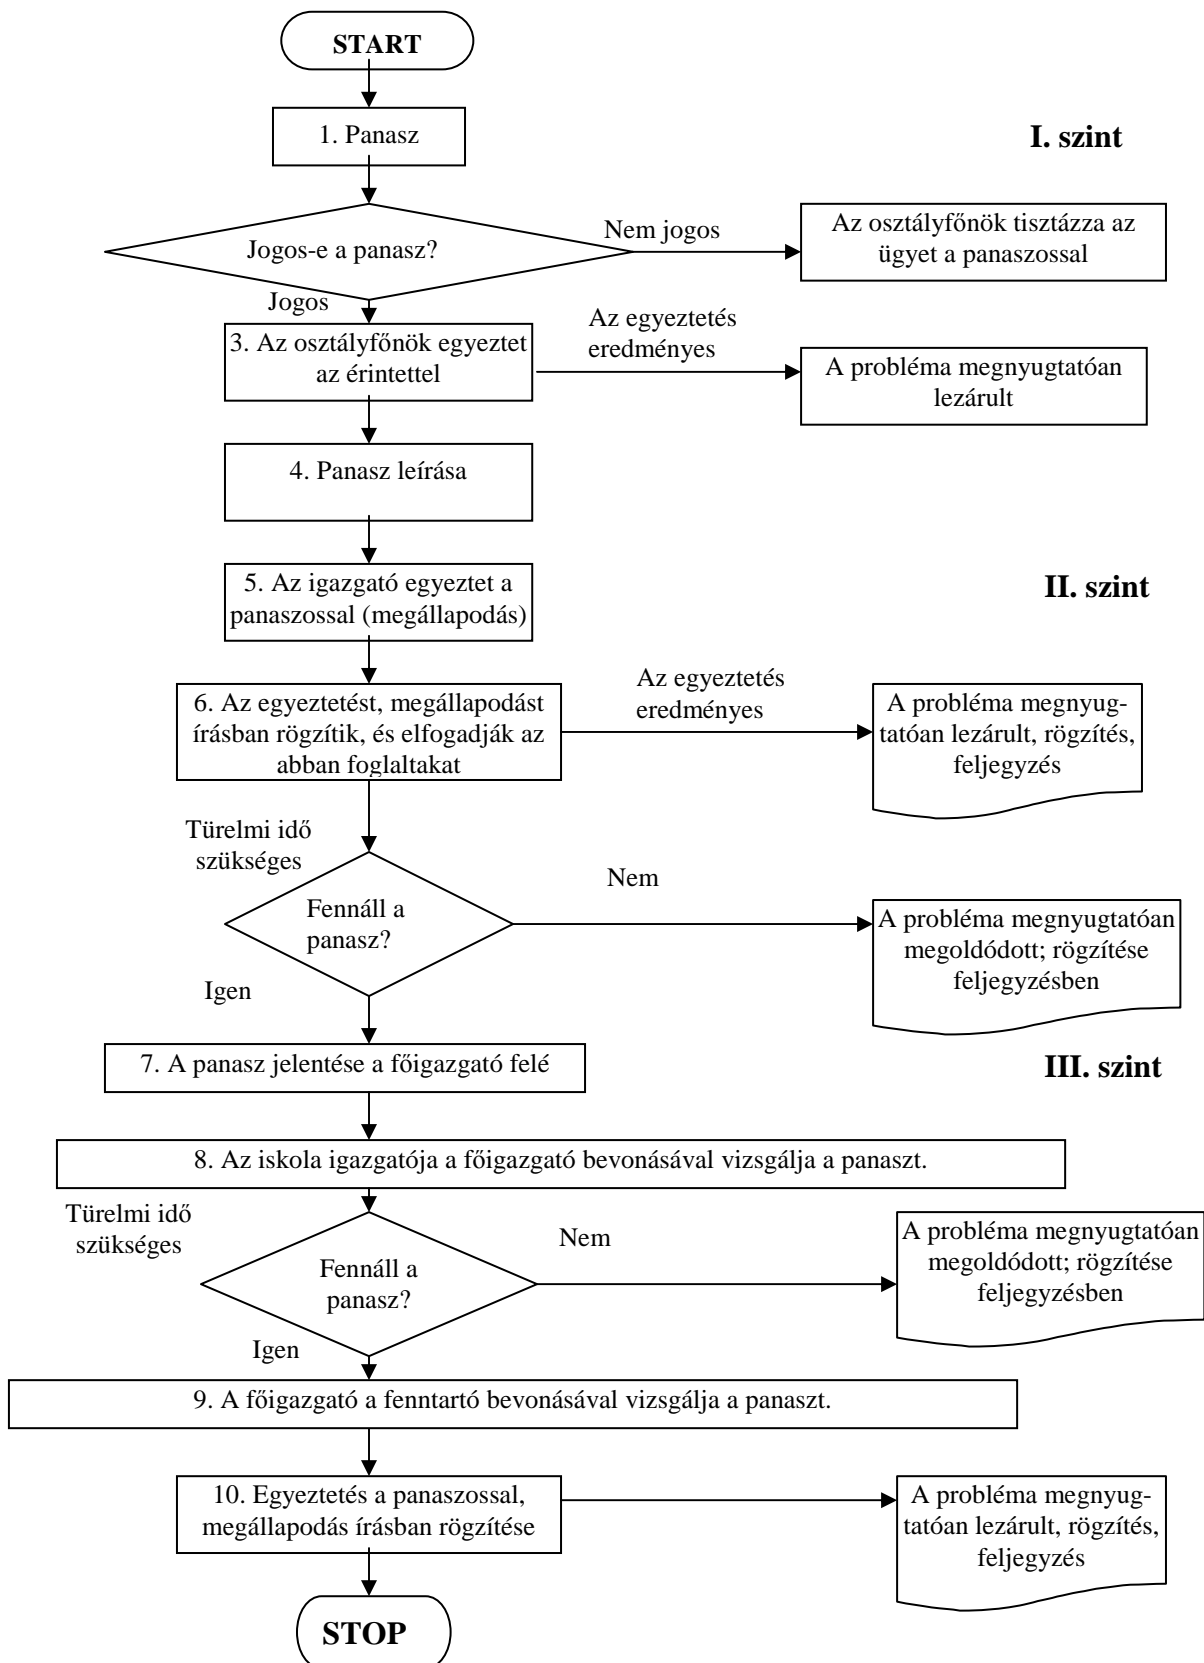 START
1. Panasz
I. szint
Jogos-e a panasz?
Nem jogos
Az osztályfőnök tisztázza az
ügyet a panaszossal
Jogos
3. Az osztályfőnök egyeztet
az érintettel
Az egyeztetés
eredményes
A probléma megnyugtatóan
lezárult
4. Panasz leírása
5. Az igazgató egyeztet a
panaszossal (megállapodás)
II. szint
6. Az egyeztetést, megállapodást
írásban rögzítik, és elfogadják az
abban foglaltakat
Az egyeztetés
eredményes
A probléma megnyug-
tatóan lezárult, rögzítés,
feljegyzés
Türelmi idő
szükséges
Fennáll a
panasz?
Nem
A probléma megnyugtatóan
megoldódott; rögzítése
feljegyzésben
Igen
7. A panasz jelentése a főigazgató felé
III. szint
8. Az iskola igazgatója a főigazgató bevonásával vizsgálja a panaszt.
Türelmi idő
szükséges
Fennáll a
panasz?
Nem
A probléma megnyugtatóan
megoldódott; rögzítése
feljegyzésben
Igen
9. A főigazgató a fenntartó bevonásával vizsgálja a panaszt.
10. Egyeztetés a panaszossal,
megállapodás írásban rögzítése
A probléma megnyug-
tatóan lezárult, rögzítés,
feljegyzés
STOP